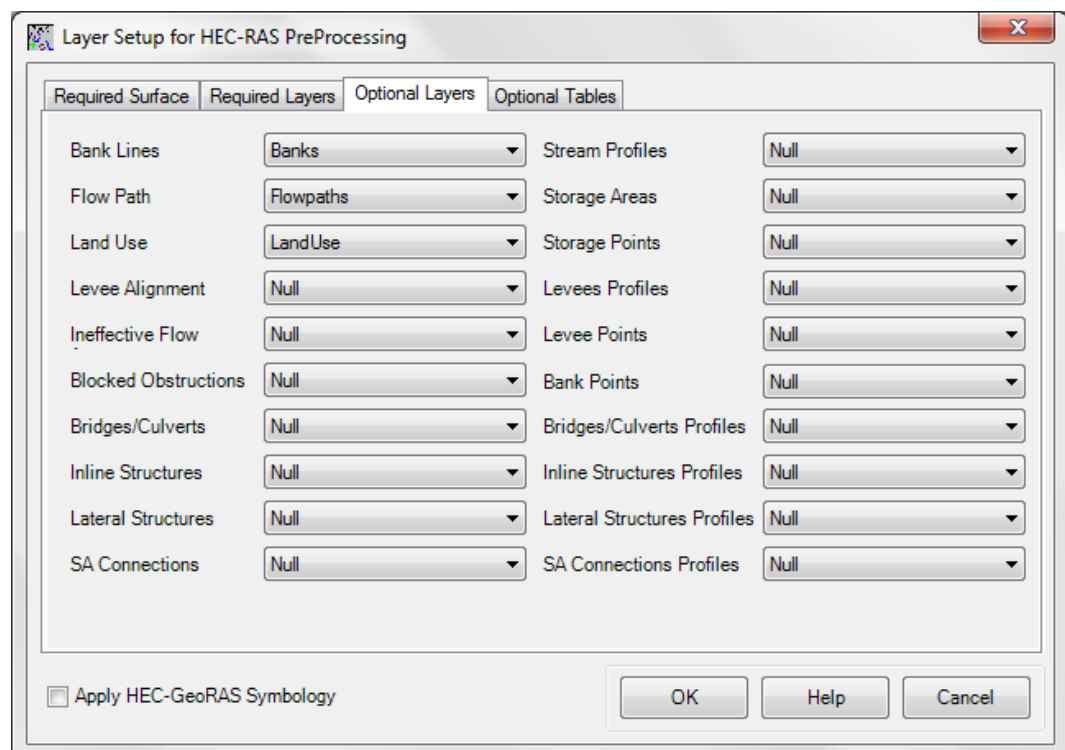 Layer Setup for HEC-RAS PreProcessing
Required Surface Required Layers Optional Layers Optional Tables
Bank Lines Banks Stream Profiles Null
Flow Path Flowpaths Storage Areas Null
Land Use LandUse Storage Points Null
Levee Alignment Null Levees Profiles Null
Ineffective Flow Null Levee Points Null
Blocked Obstructions Null Bank Points Null
Bridges/Culverts Null Bridges/Culverts Profiles Null
Inline Structures Null Inline Structures Profiles Null
Lateral Structures Null Lateral Structures Profiles Null
SA Connections Null SA Connections Profiles Null
Apply HEC-GeoRAS Symbology OK Help Cancel